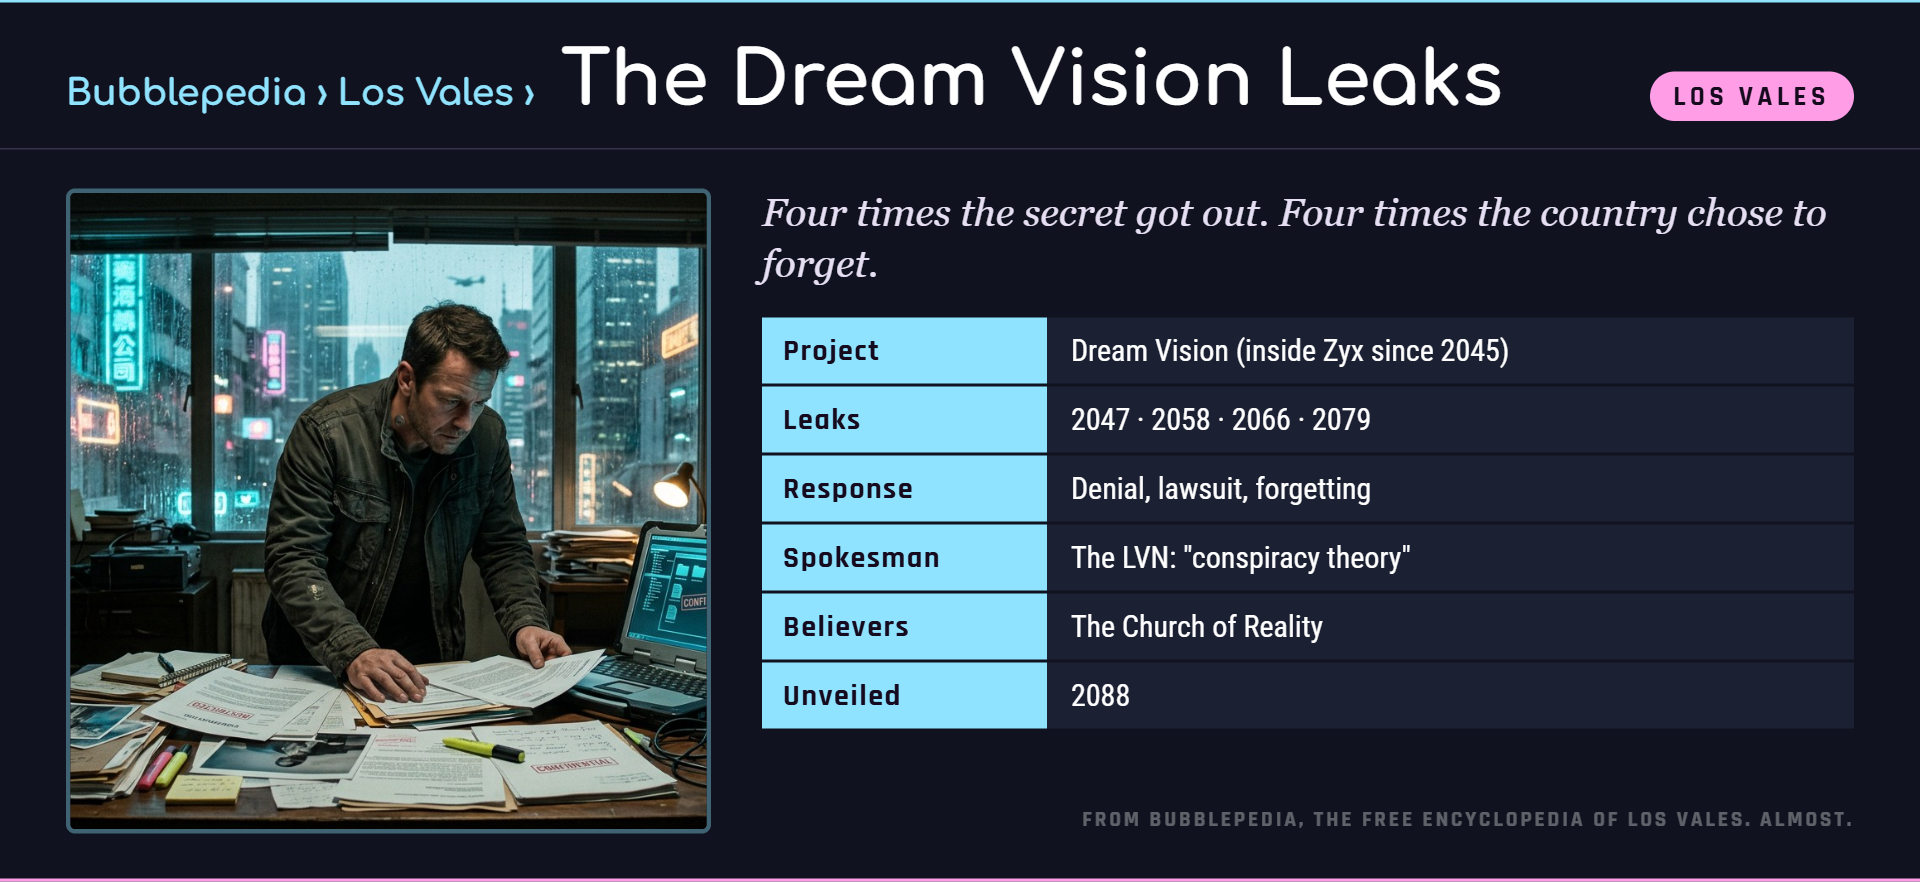 Bubblepedia › Los Vales › The Dream Vision Leaks
LOS VALES
Four times the secret got out. Four times the country chose to
forget.
Project Dream Vision (inside Zyx since 2045)
Leaks 2047 · 2058 · 2066 · 2079
Response Denial, lawsuit, forgetting
Spokesman The LVN: "conspiracy theory"
Believers The Church of Reality
Unveiled 2088
CONFIDENTIAL
FROM BUBBLEPEDIA, THE FREE ENCYCLOPEDIA OF LOS VALES. ALMOST.